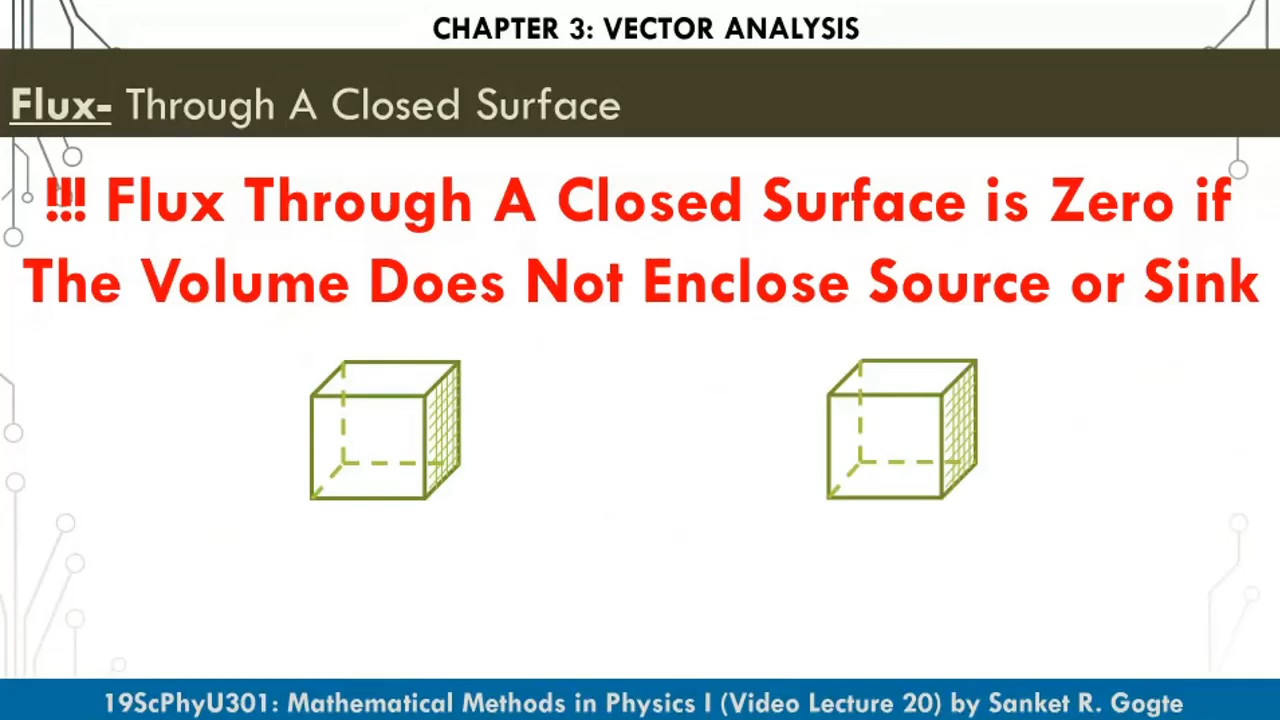 CHAPTER 3: VECTOR ANALYSIS
Flux- Through A Closed Surface
!!! Flux Through A Closed Surface is Zero if
The Volume Does Not Enclose Source or Sink
19ScPhyU301: Mathematical Methods in Physics I (Video Lecture 20) by Sanket R. Gogte